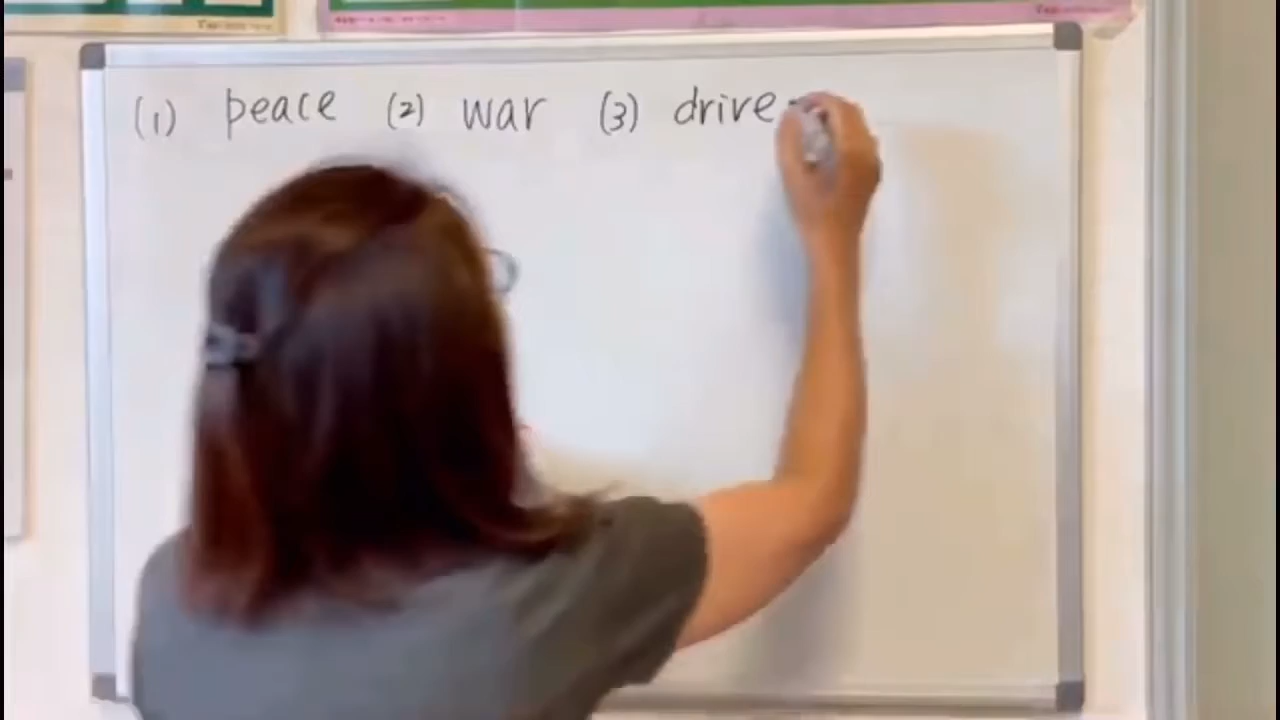 (1) peace (2) war (3) drive